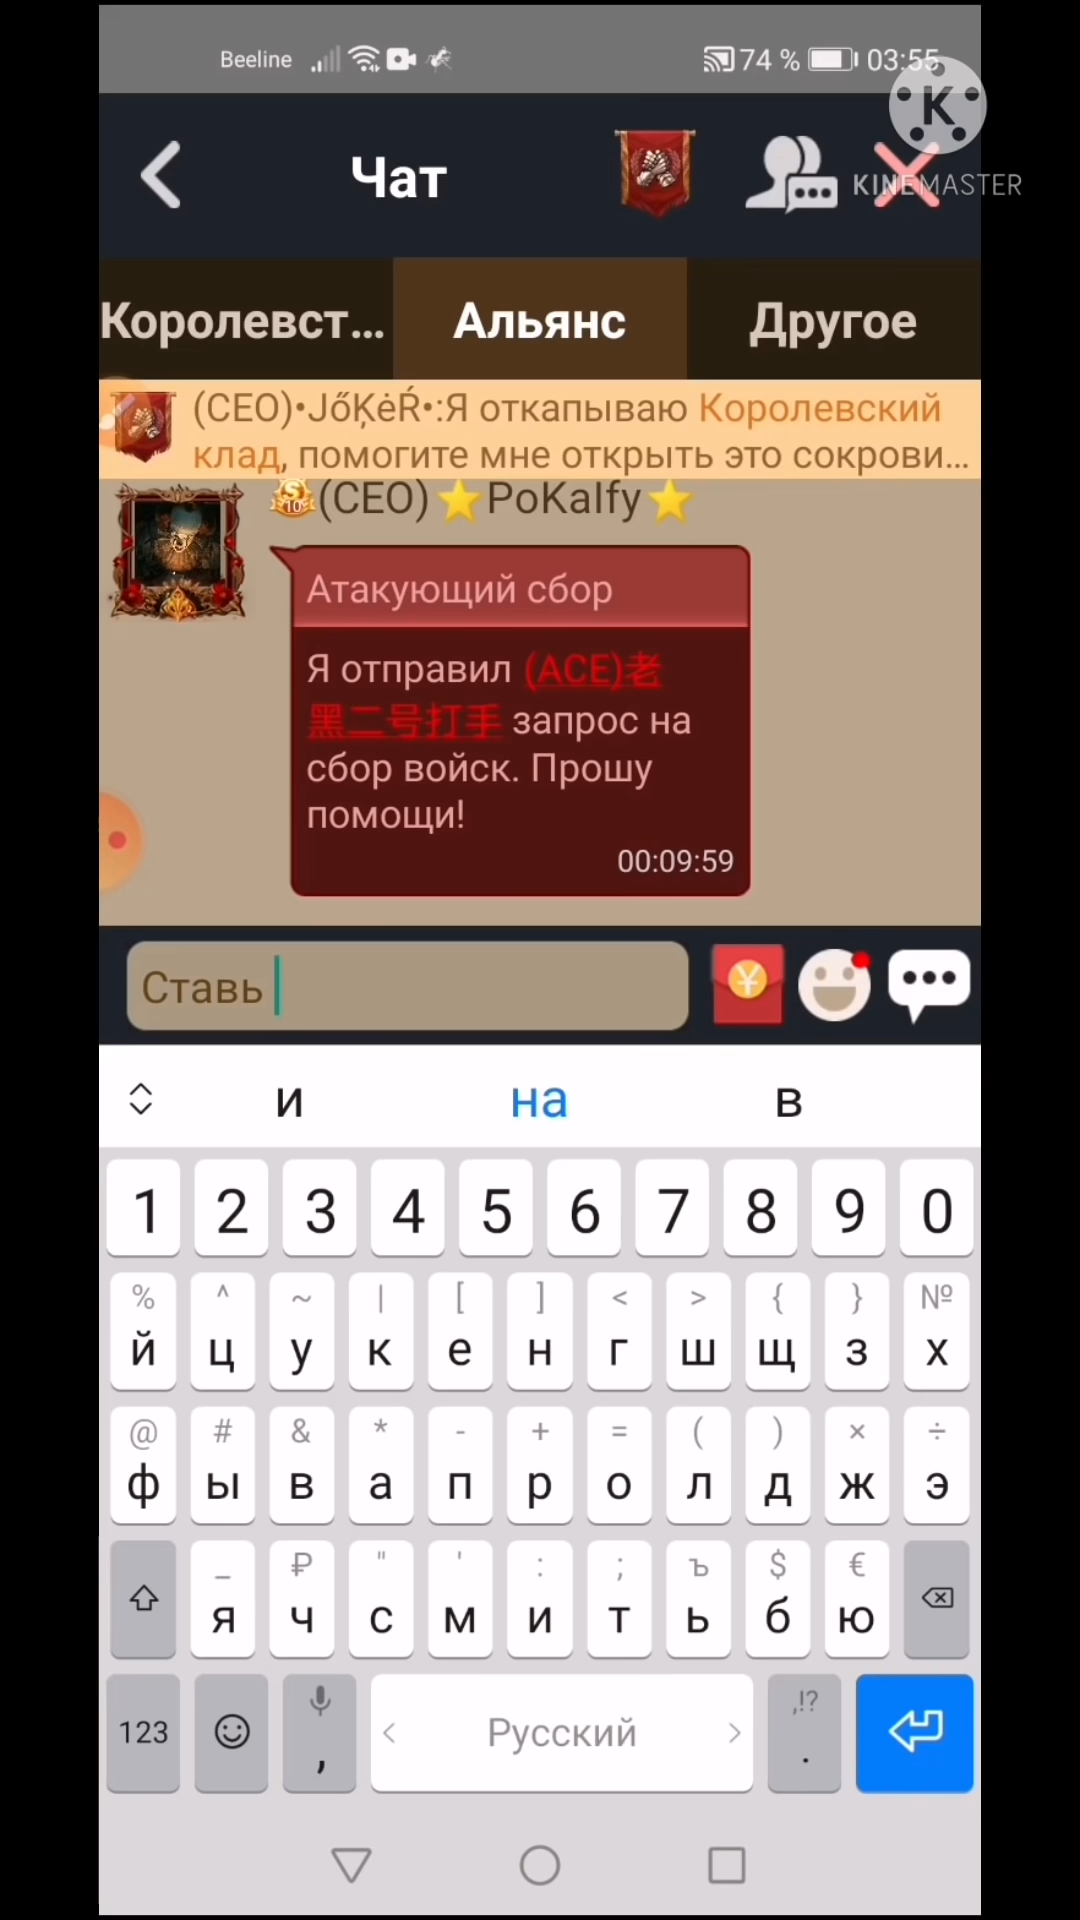 Beeline 74 % 03:55
K
KINEMASTER
Чат
Королевст... Альянс Другое
(CEO)•JőĶėŔ•:Я откапываю Королевский
клад, помогите мне открыть это сокрови...
S 10 (CEO)⭐PoKaIfy⭐
Атакующий сбор
Я отправил (ACE)老
黑二号打手 запрос на
сбор войск. Прошу
помощи!
00:09:59
Ставь
и на в
1 2 3 4 5 6 7 8 9 0
% ^ ~ | [ ] < > { } №
й ц у к е н г ш щ з х
@ # & * - + = ( ) × ÷
ф ы в а п р о л д ж э
_ ₽ " ' : ; ъ $ €
я ч с м и т ь б ю
,!?
123 , < Русский > .